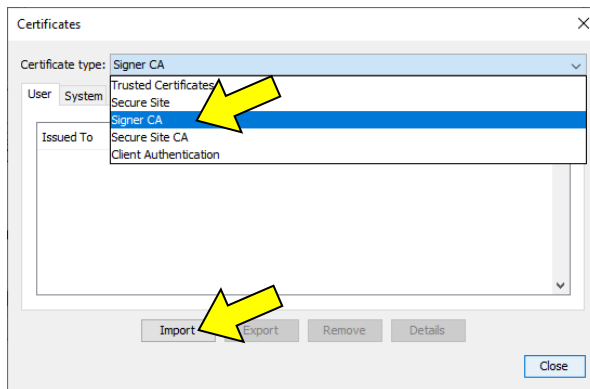 Certificates
Certificate type: Signer CA
Trusted Certificates
User System
Secure Site
Signer CA
Issued To
Secure Site CA
Client Authentication
Import Export Remove Details
Close